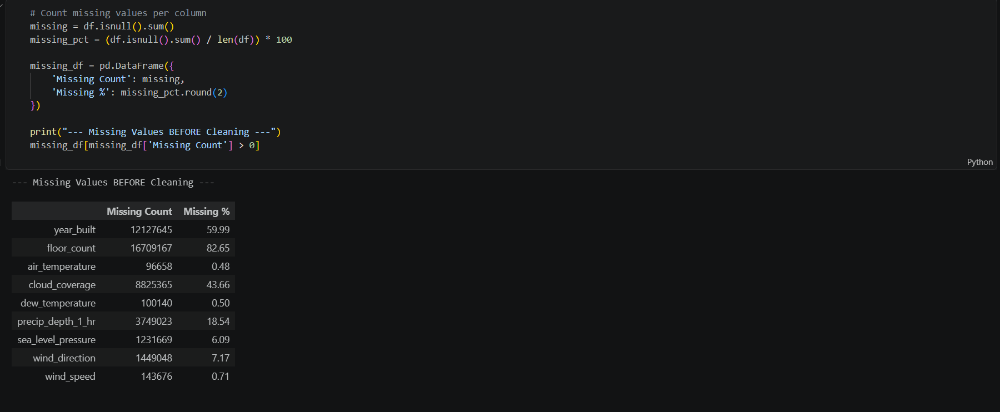 # Count missing values per column
missing = df.isnull().sum()
missing_pct = (df.isnull().sum() / len(df)) * 100
missing_df = pd.DataFrame({
    'Missing Count': missing,
    'Missing %': missing_pct.round(2)
})
print("--- Missing Values BEFORE Cleaning ---")
missing_df[missing_df['Missing Count'] > 0]
Python
--- Missing Values BEFORE Cleaning ---
Missing Count Missing %
year_built 12127645 59.99
floor_count 16709167 82.65
air_temperature 96658 0.48
cloud_coverage 8825365 43.66
dew_temperature 100140 0.50
precip_depth_1_hr 3749023 18.54
sea_level_pressure 1231669 6.09
wind_direction 1449048 7.17
wind_speed 143676 0.71